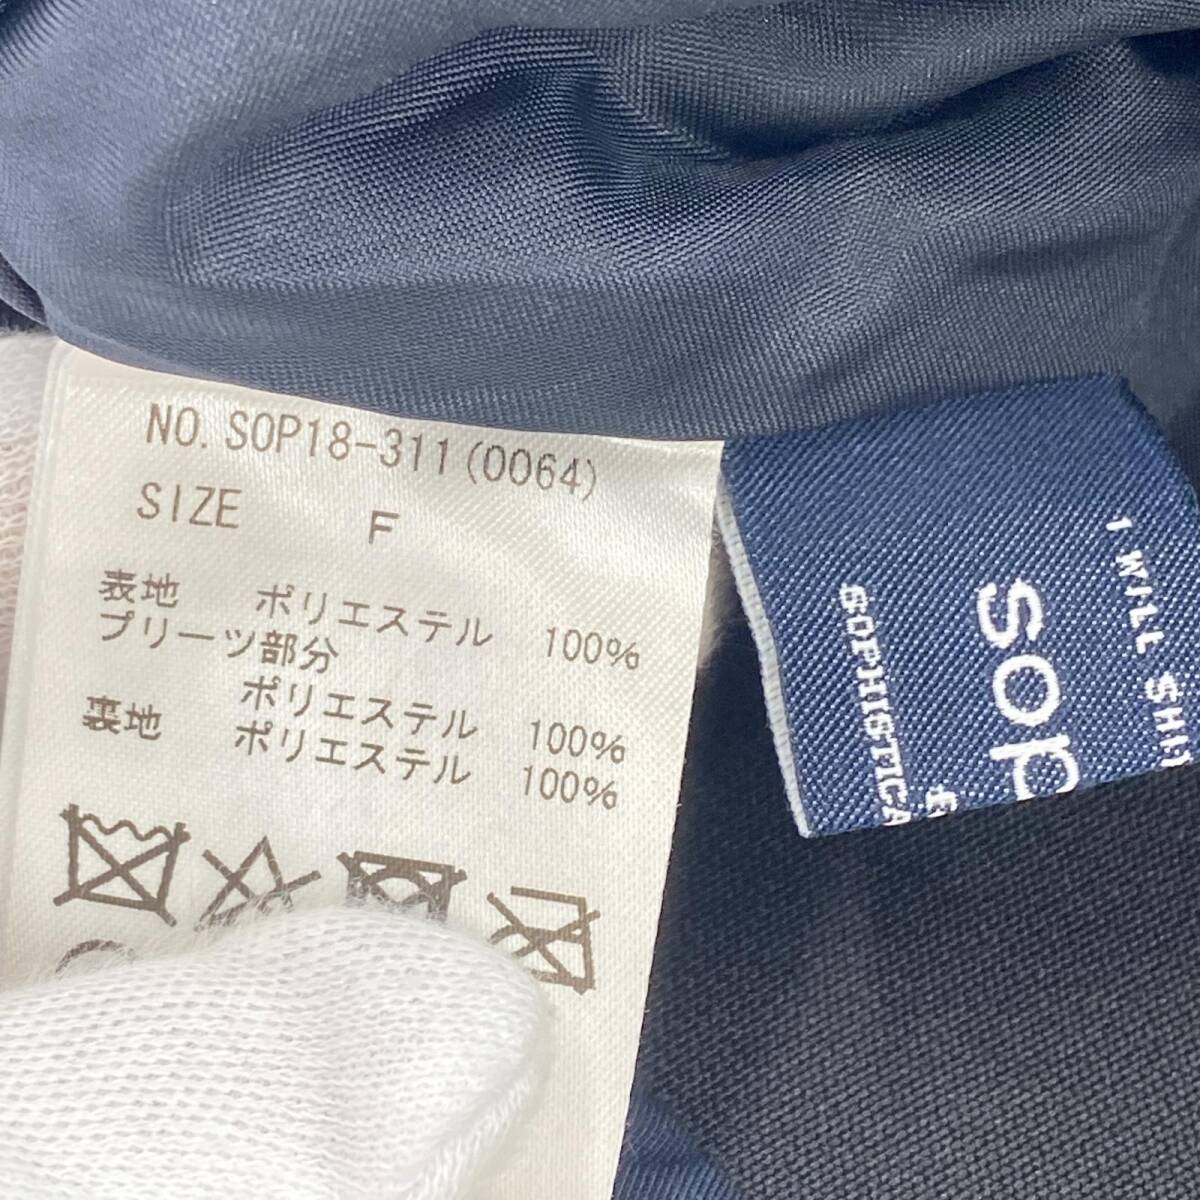 NO. SOP18-311(0064)
SIZE F
表地 ポリエステル 100%
プリーツ部分
ポリエステル 100%
裏地 ポリエステル 100%
I WILL
sop